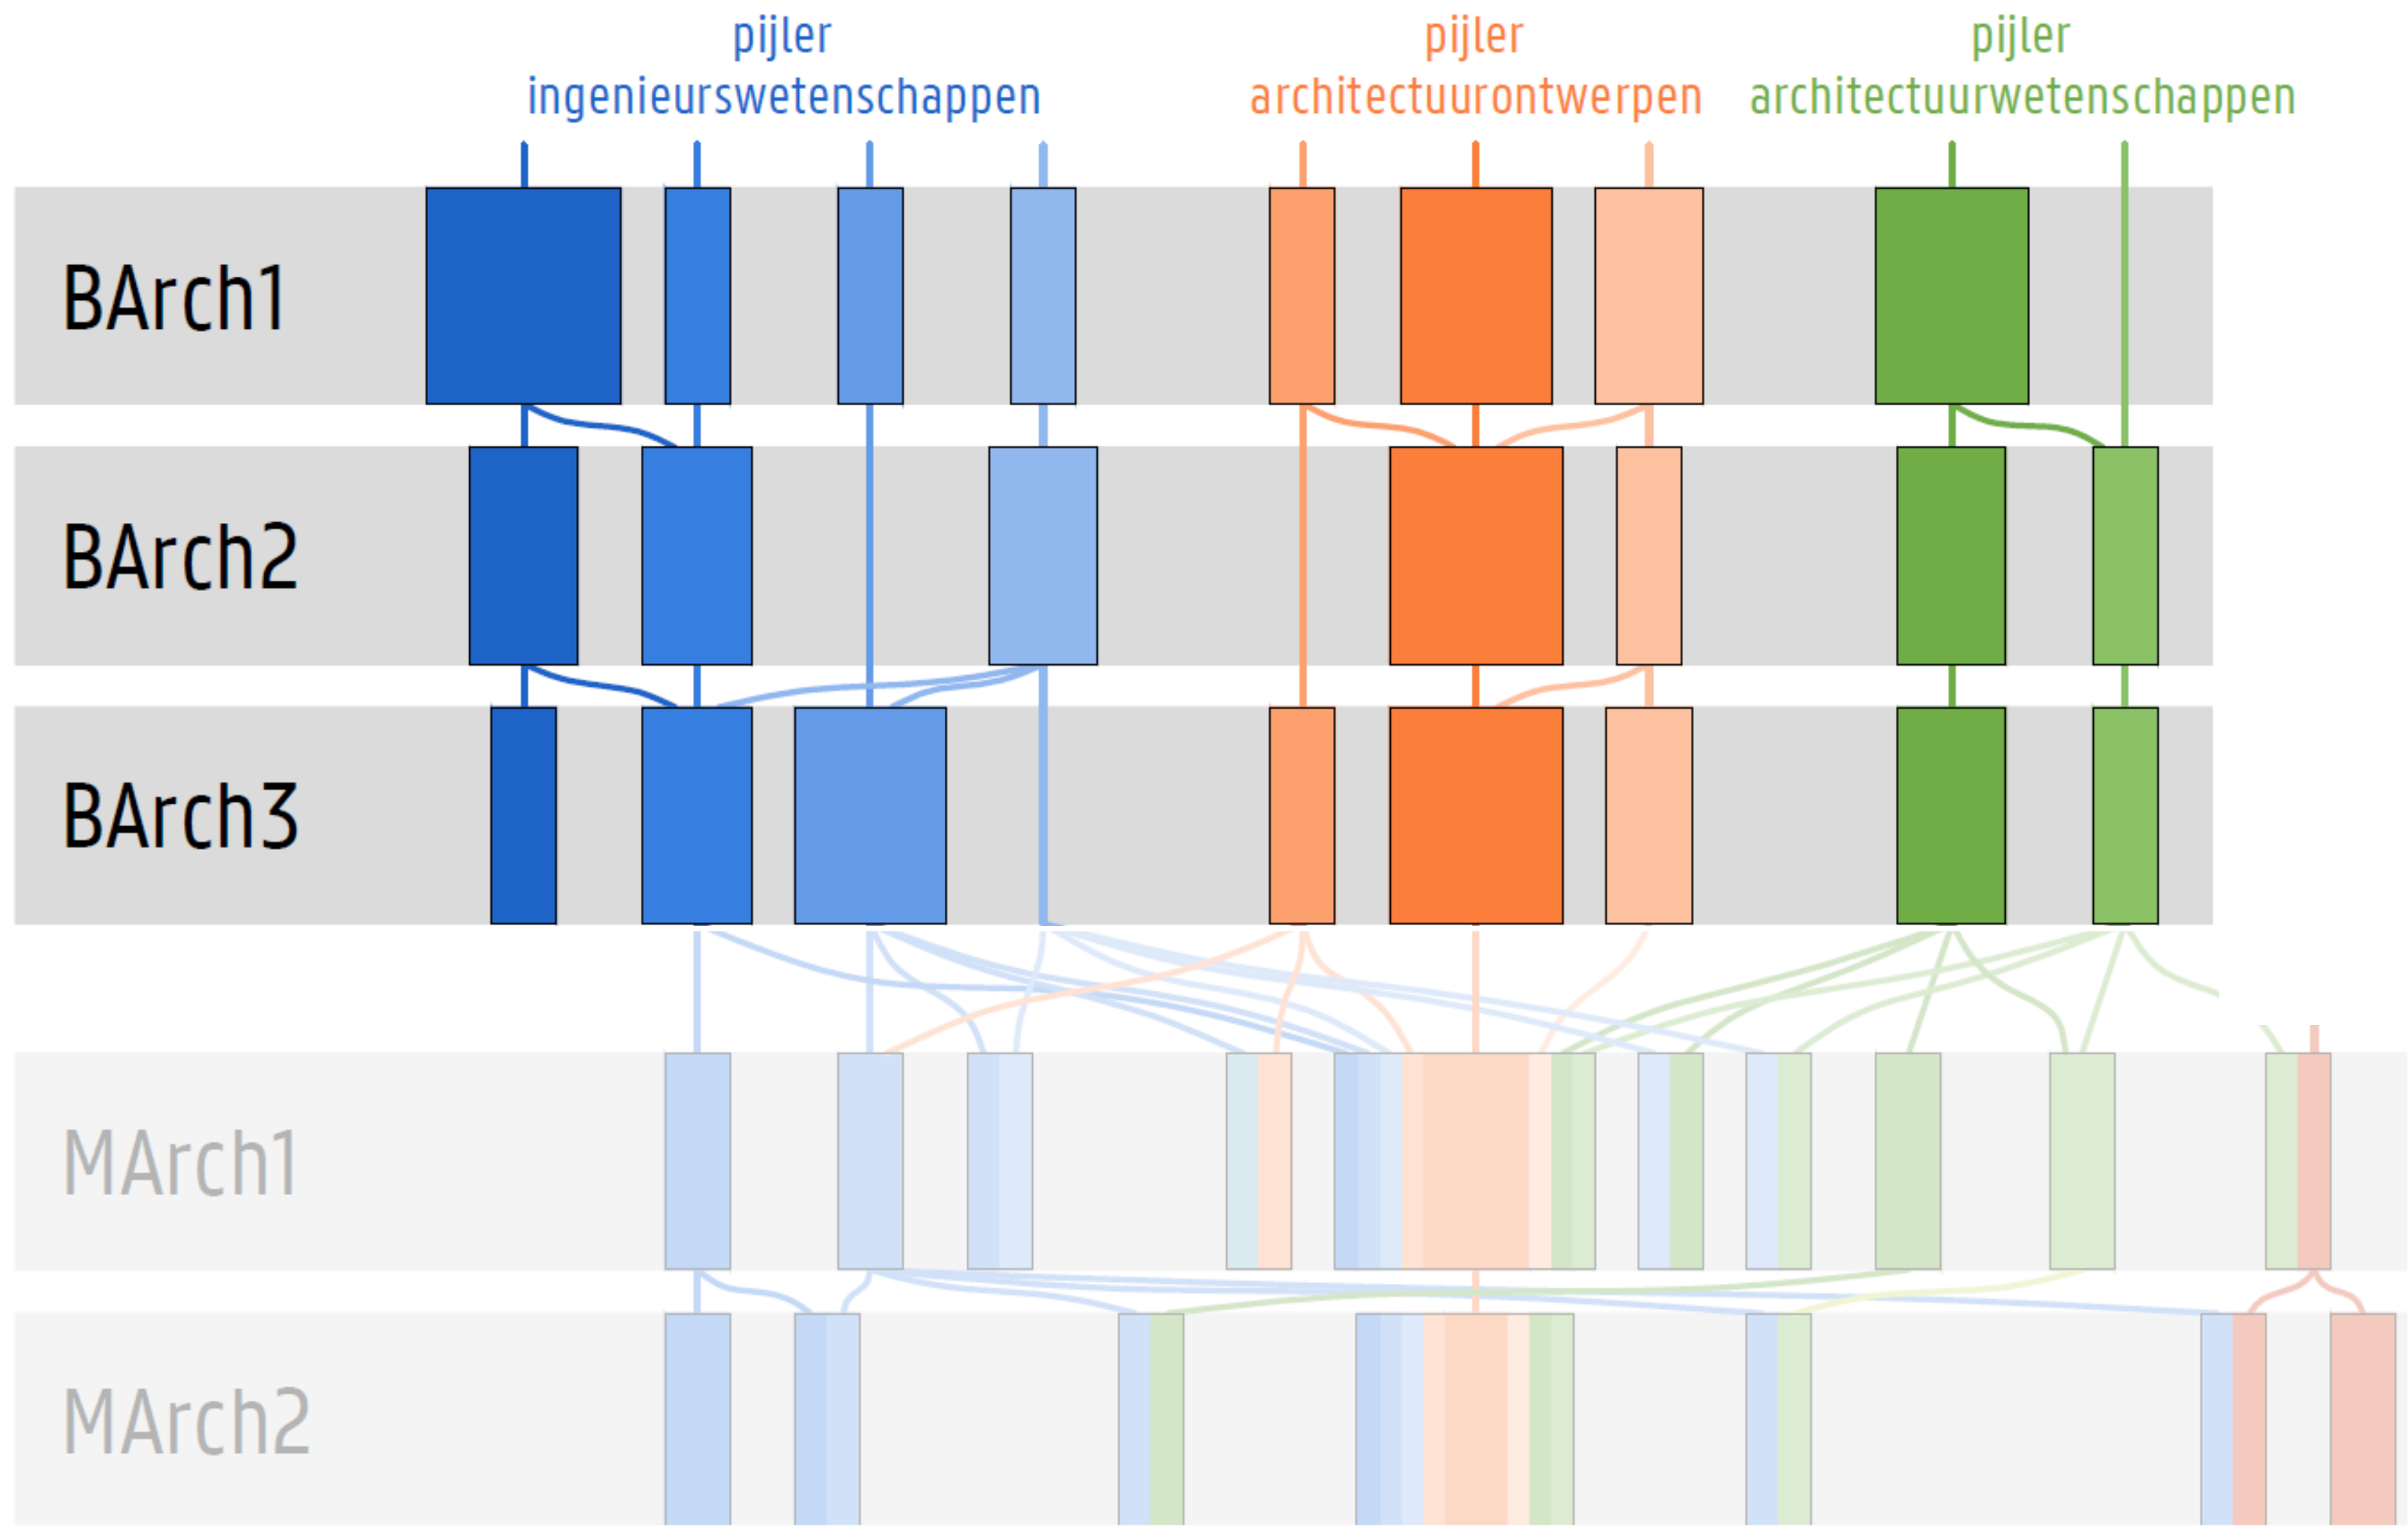 pijler
ingenieurswetenschappen
pijler
architectuurontwerpen
pijler
architectuurwetenschappen
BArch1
BArch2
BArch3
MArch1
MArch2